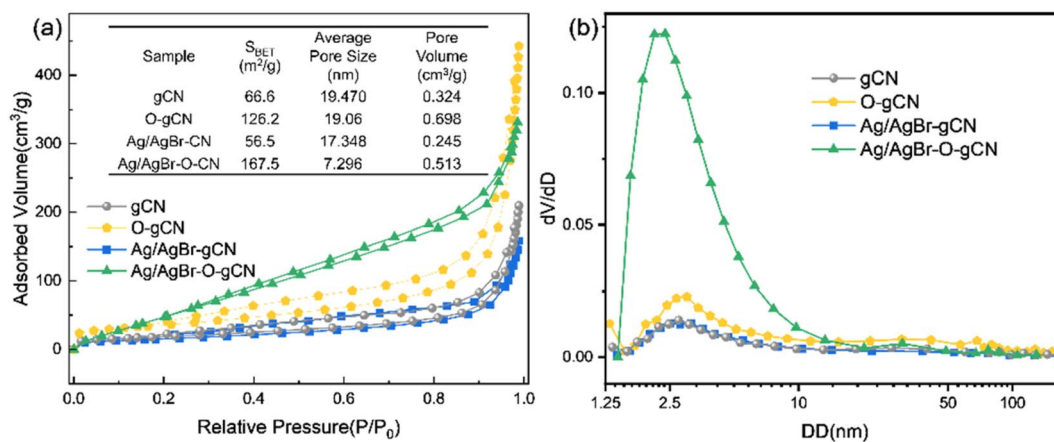 (a)
Sample S_BET (m²/g) Average Pore Size (nm) Pore Volume (cm³/g)
gCN 66.6 19.470 0.324
O-gCN 126.2 19.06 0.698
Ag/AgBr-CN 56.5 17.348 0.245
Ag/AgBr-O-CN 167.5 7.296 0.513
gCN
O-gCN
Ag/AgBr-gCN
Ag/AgBr-O-gCN
Adsorbed Volume(cm³/g)
400
300
200
100
0
0.0 0.2 0.4 0.6 0.8 1.0
Relative Pressure(P/P₀)
(b)
gCN
O-gCN
Ag/AgBr-gCN
Ag/AgBr-O-gCN
dV/dD
0.10
0.05
0.00
1.25 2.5 10 50 100
DD(nm)